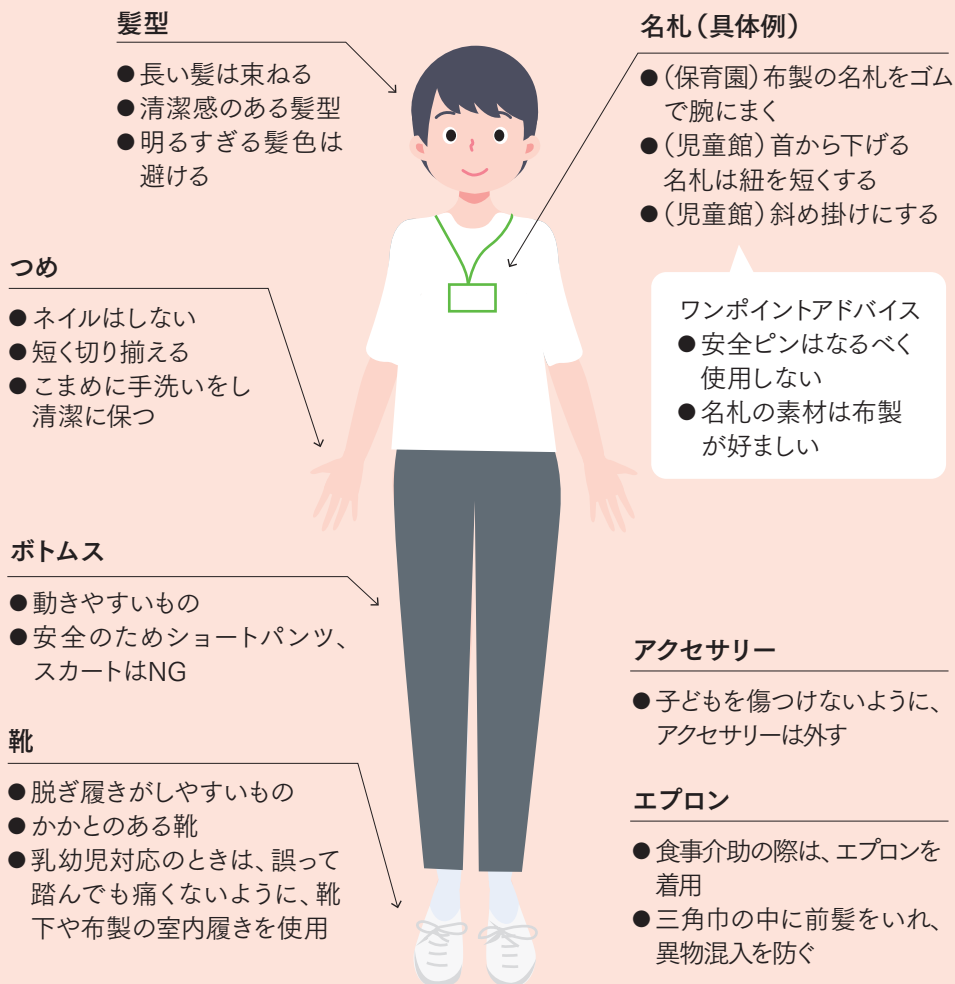 髪型
●長い髪は束ねる
●清潔感のある髪型
●明るすぎる髪色は
避ける
つめ
●ネイルはしない
●短く切り揃える
●こまめに手洗いをし
清潔に保つ
ボトムス
●動きやすいもの
●安全のためショートパンツ、
スカートはNG
靴
●脱ぎ履きがしやすいもの
●かかとのある靴
●乳幼児対応のときは、誤って
踏んでも痛くないように、靴
下や布製の室内履きを使用
名札（具体例）
●（保育園）布製の名札をゴム
で腕にまく
●（児童館）首から下げる
名札は紐を短くする
●（児童館）斜め掛けにする
ワンポイントアドバイス
●安全ピンはなるべく
使用しない
●名札の素材は布製
が好ましい
アクセサリー
●子どもを傷つけないように、
アクセサリーは外す
エプロン
●食事介助の際は、エプロンを
着用
●三角巾の中に前髪をいれ、
異物混入を防ぐ